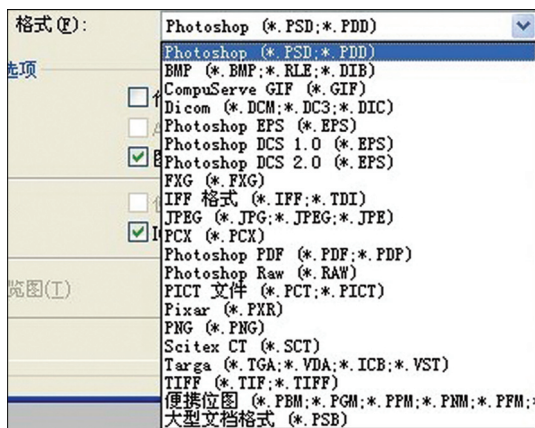 格式(F):
Photoshop (*.PSD;*.PDD)
Photoshop (*.PSD;*.PDD)
选项
BMP (*.BMP;*.RLE;*.DIB)
CompuServe GIF (*.GIF)
Dicom (*.DCM;*.DC3;*.DIC)
Photoshop EPS (*.EPS)
Photoshop DCS 1.0 (*.EPS)
Photoshop DCS 2.0 (*.EPS)
FXG (*.FXG)
IFF 格式 (*.IFF;*.TDI)
JPEG (*.JPG;*.JPEG;*.JPE)
PCX (*.PCX)
Photoshop PDF (*.PDF;*.PDP)
Photoshop Raw (*.RAW)
览图(T)
PICT 文件 (*.PCT;*.PICT)
Pixar (*.PXR)
PNG (*.PNG)
Scitex CT (*.SCT)
Targa (*.TGA;*.VDA;*.ICB;*.VST)
TIFF (*.TIF;*.TIFF)
便携位图 (*.PBM;*.PGM;*.PPM;*.PNM;*.PFM;
大型文档格式 (*.PSB)